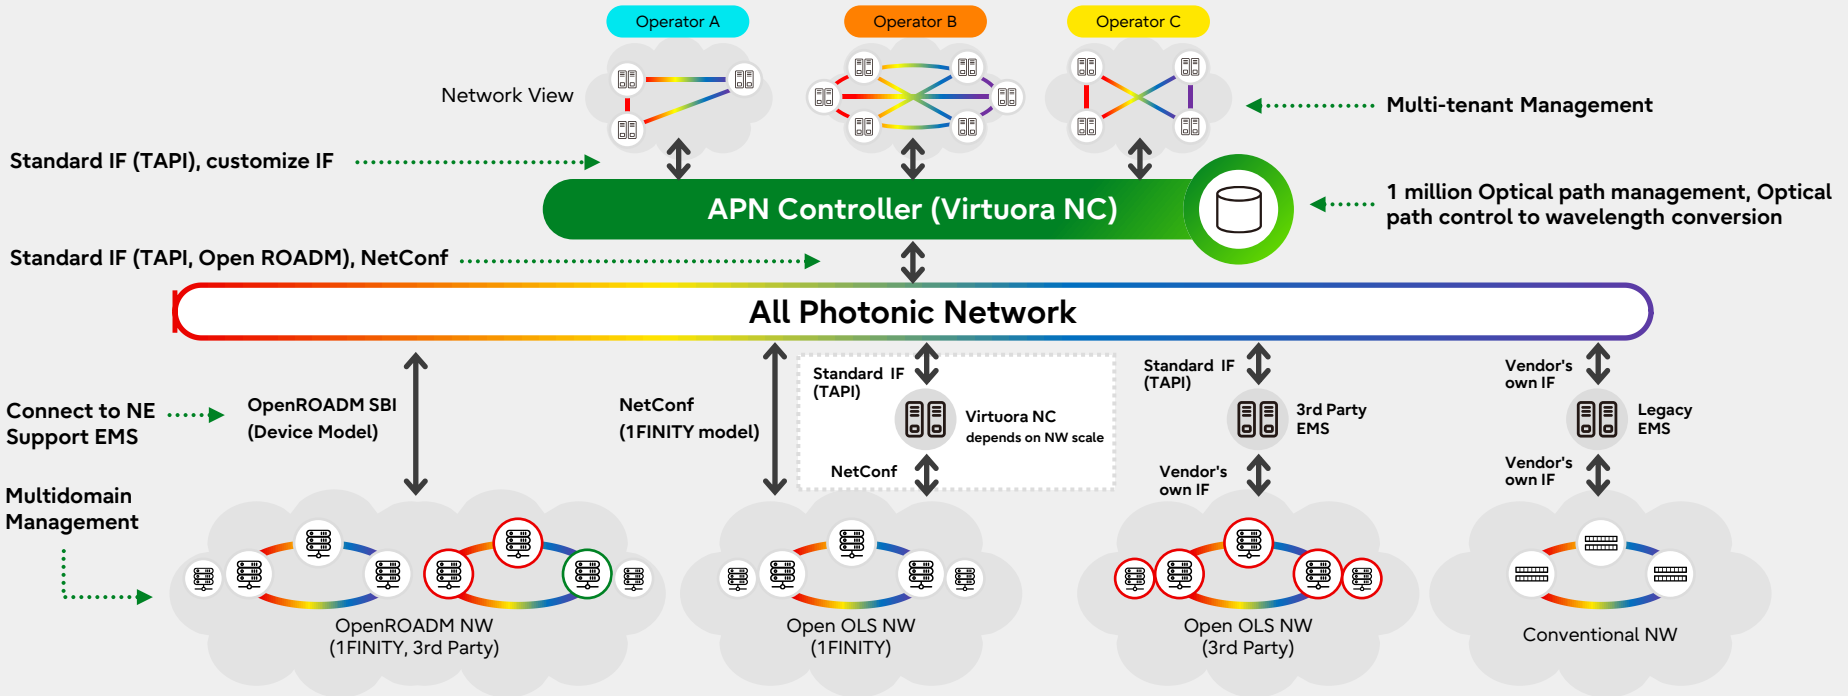 Operator A
Operator B
Operator C
Network View
Multi-tenant Management
Standard IF (TAPI), customize IF
APN Controller (Virtuora NC)
1 million Optical path management, Optical
path control to wavelength conversion
Standard IF (TAPI, Open ROADM), NetConf
All Photonic Network
Connect to NE
Support EMS
OpenROADM SBI
(Device Model)
NetConf
(1FINITY model)
Standard IF
(TAPI)
Virtuora NC
depends on NW scale
NetConf
Standard IF
(TAPI)
3rd Party
EMS
Vendor's
own IF
Vendor's
own IF
Legacy
EMS
Vendor's
own IF
Multidomain
Management
OpenROADM NW
(1FINITY, 3rd Party)
Open OLS NW
(1FINITY)
Open OLS NW
(3rd Party)
Conventional NW